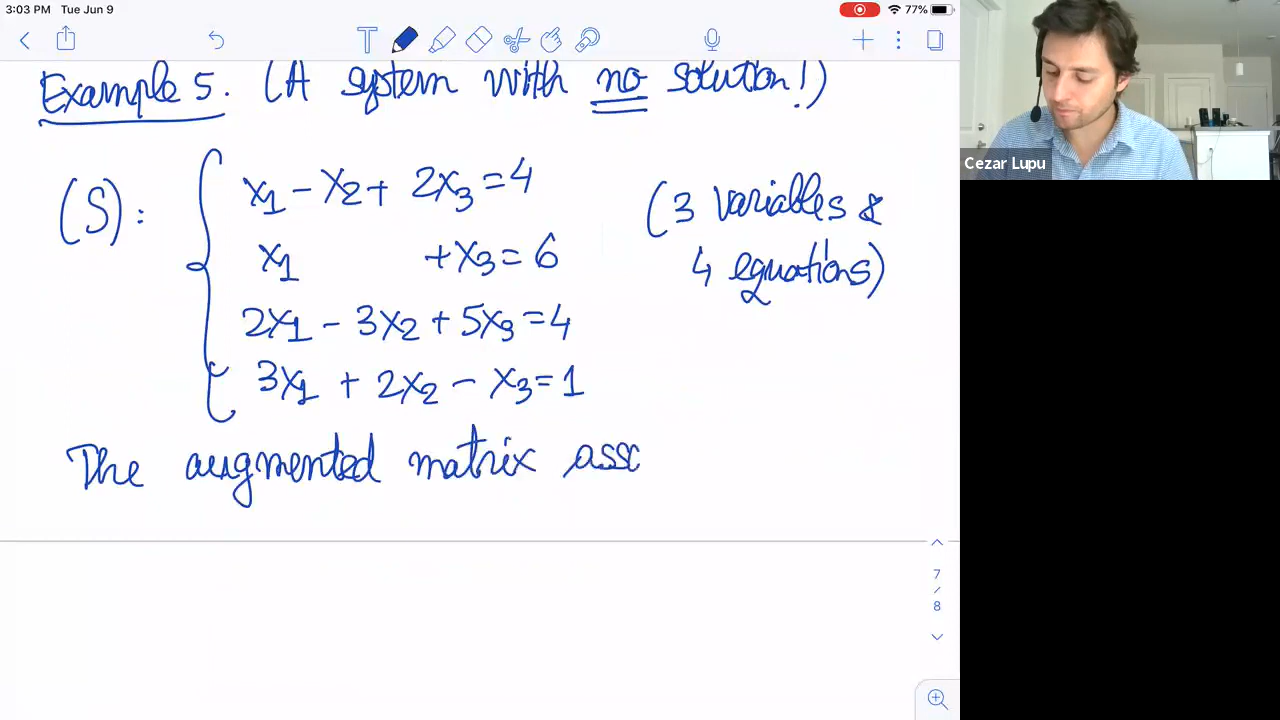 3:03 PM Tue Jun 9
77%
Example 5. (A system with no solution!)
(S): x1 - x2 + 2x3 = 4
x1 + x3 = 6
2x1 - 3x2 + 5x3 = 4
3x1 + 2x2 - x3 = 1
(3 variables &
4 equations)
The augmented matrix asso
7
/
8
Cezar Lupu